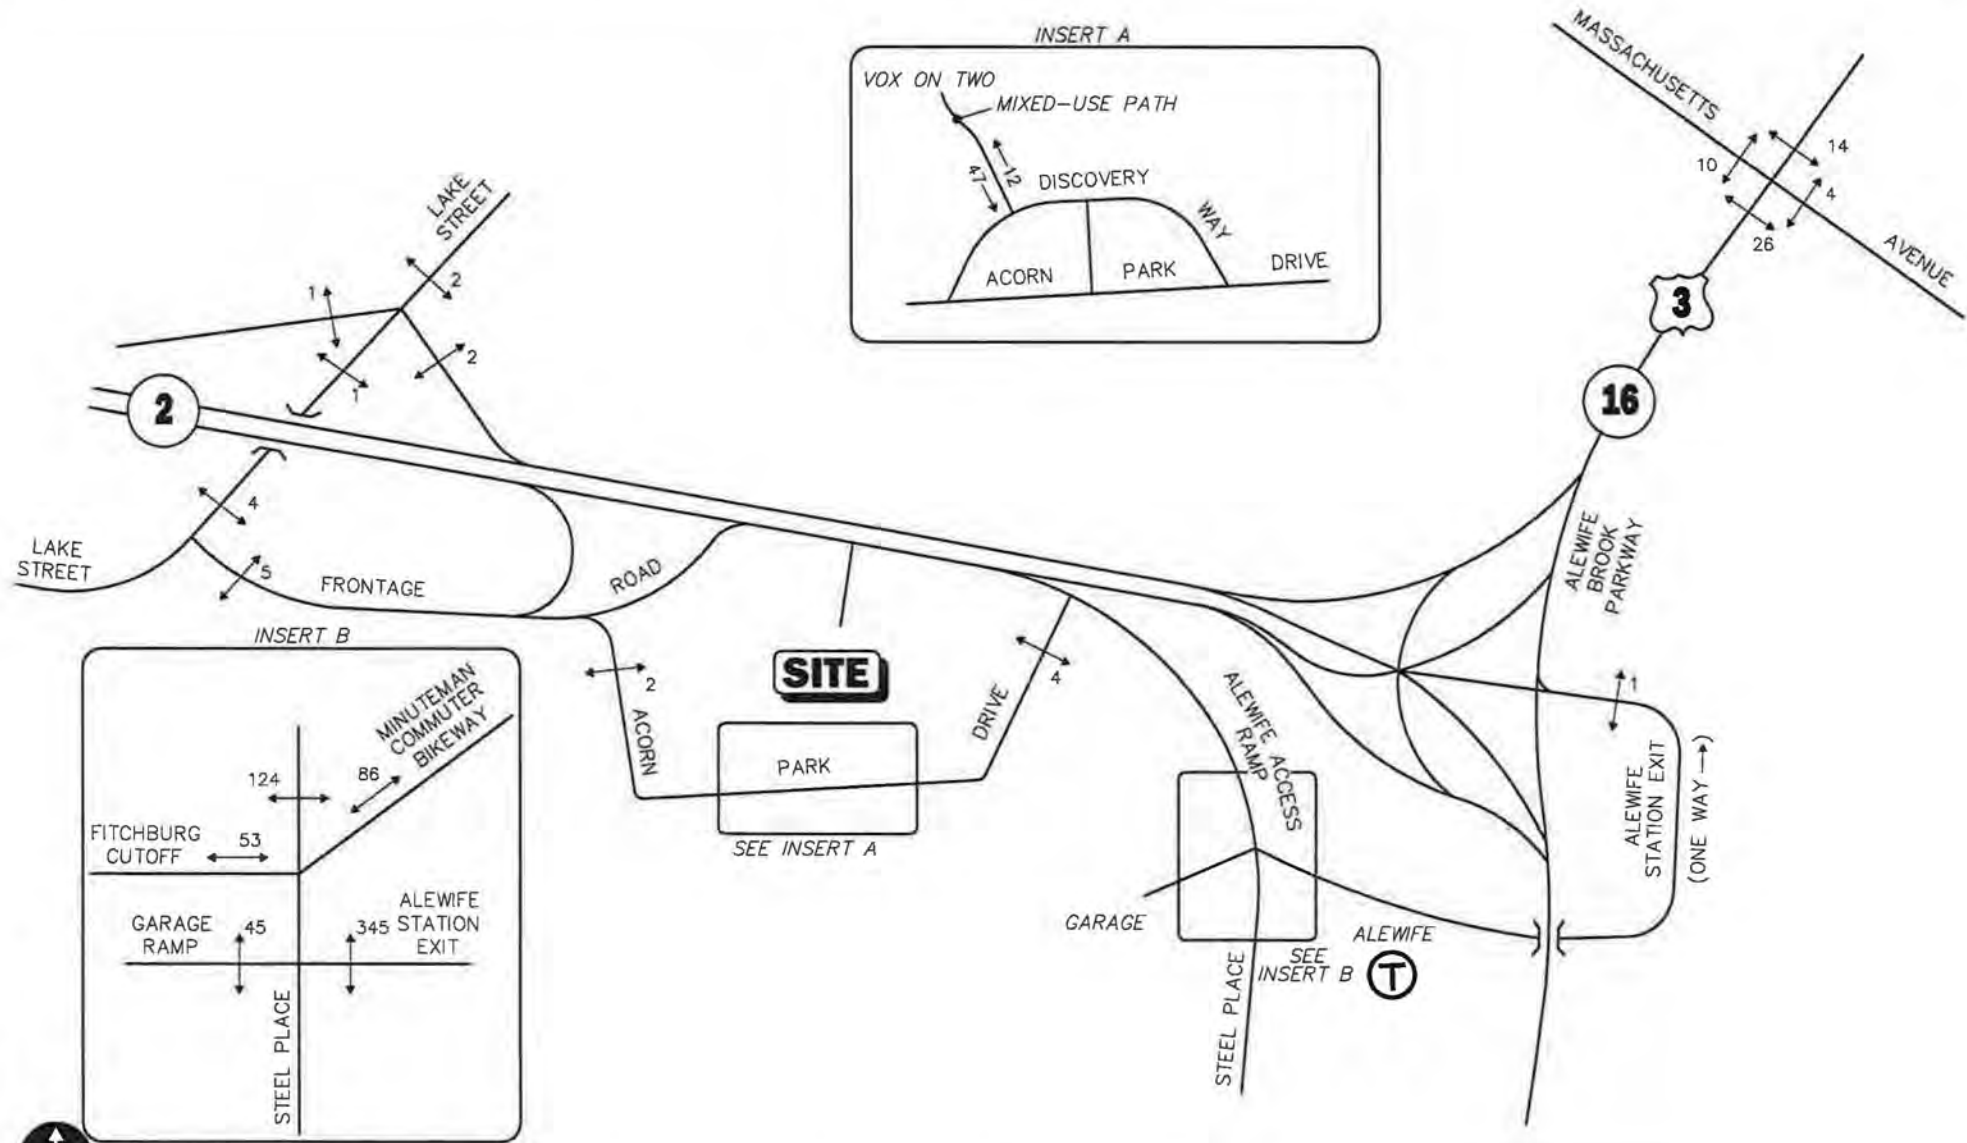 INSERT A
VOX ON TWO
MIXED-USE PATH
47
12
DISCOVERY
WAY
ACORN
PARK
DRIVE
MASSACHUSETTS
AVENUE
10
14
4
26
3
16
ALEWIFE
BROOK
PARKWAY
LAKE
STREET
2
1
2
1
2
4
LAKE
STREET
5
FRONTAGE
ROAD
SITE
2
ACORN
PARK
DRIVE
4
SEE INSERT A
ALEWIFE ACCESS
RAMP
1
ALEWIFE
STATION EXIT
(ONE WAY →)
GARAGE
SEE
INSERT B
ALEWIFE
T
STEEL PLACE
INSERT B
MINUTEMAN
COMMUTER
BIKEWAY
124
86
FITCHBURG
CUTOFF
53
GARAGE
RAMP
45
345
ALEWIFE
STATION
EXIT
STEEL PLACE